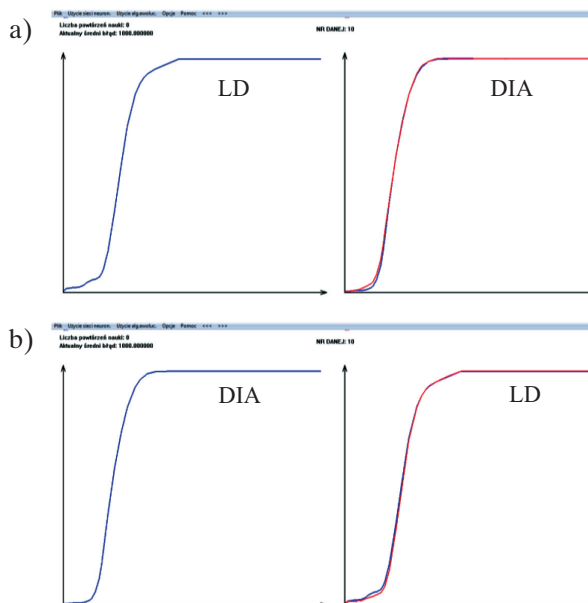 a)
Plik Użycie sieci neuron. Użycie alg.ewoluc. Opcje Pomoc <<< >>>
Liczba powtórzeń nauki: 0
Aktualny średni błąd: 1000.000000
NR DANEJ: 10
LD
DIA
b)
Plik Użycie sieci neuron. Użycie alg.ewoluc. Opcje Pomoc <<< >>>
Liczba powtórzeń nauki: 0
Aktualny średni błąd: 1000.000000
NR DANEJ: 10
DIA
LD